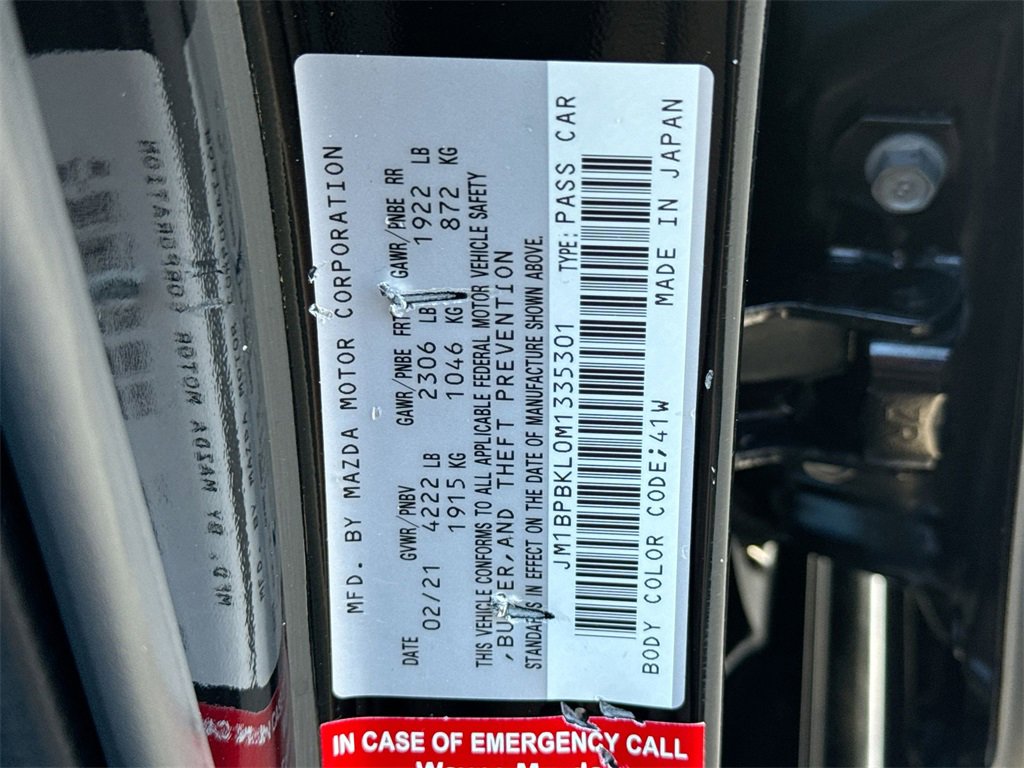 MFD. BY MAZDA MOTOR CORPORATION
DATE GVWR/PNBV GAWR/PNBE FRT GAWR/PNBE RR
02/21 4222 LB 2306 LB 1922 LB
1915 KG 1046 KG 872 KG
THIS VEHICLE CONFORMS TO ALL APPLICABLE FEDERAL MOTOR VEHICLE SAFETY
,BUMPER,AND THEFT PREVENTION
STANDARDS IN EFFECT ON THE DATE OF MANUFACTURE SHOWN ABOVE.
JM1BPBKL0M1335301 TYPE: PASS CAR
BODY COLOR CODE;41W MADE IN JAPAN
IN CASE OF EMERGENCY CALL